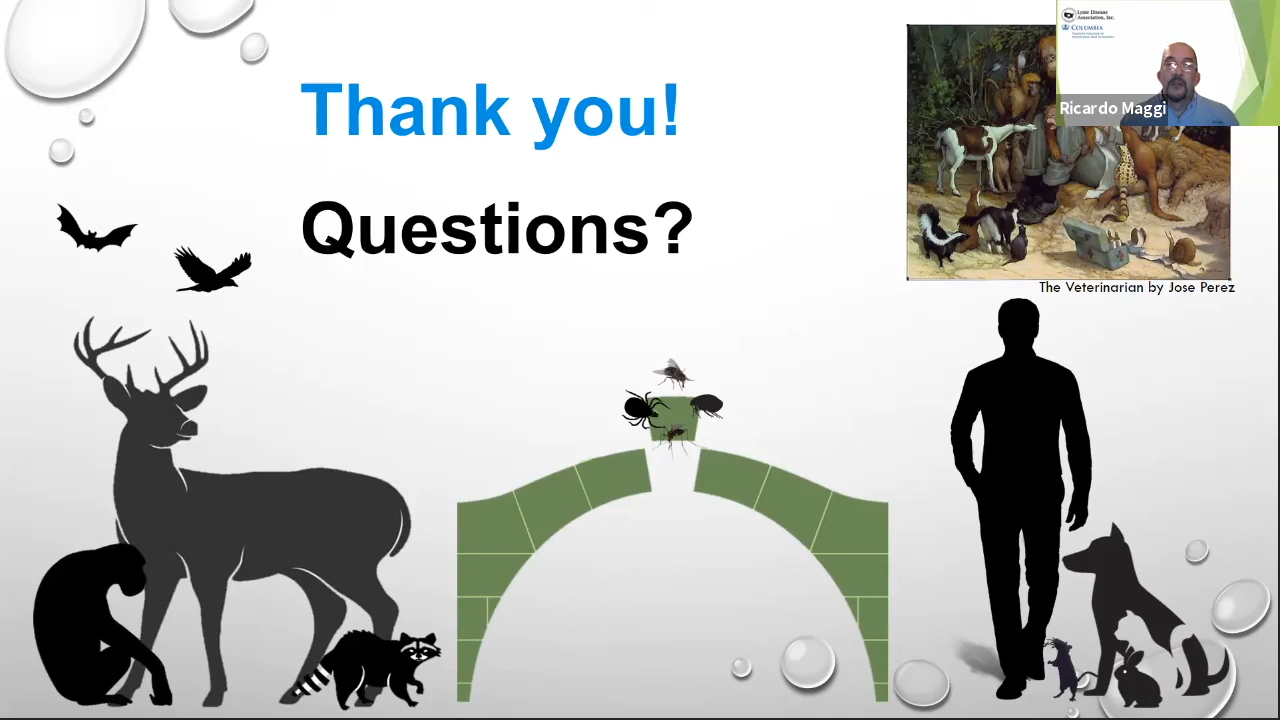 Thank you!
Questions?
Lyme Disease
Association, Inc.
COLUMBIA
Ricardo Maggi
The Veterinarian by Jose Perez